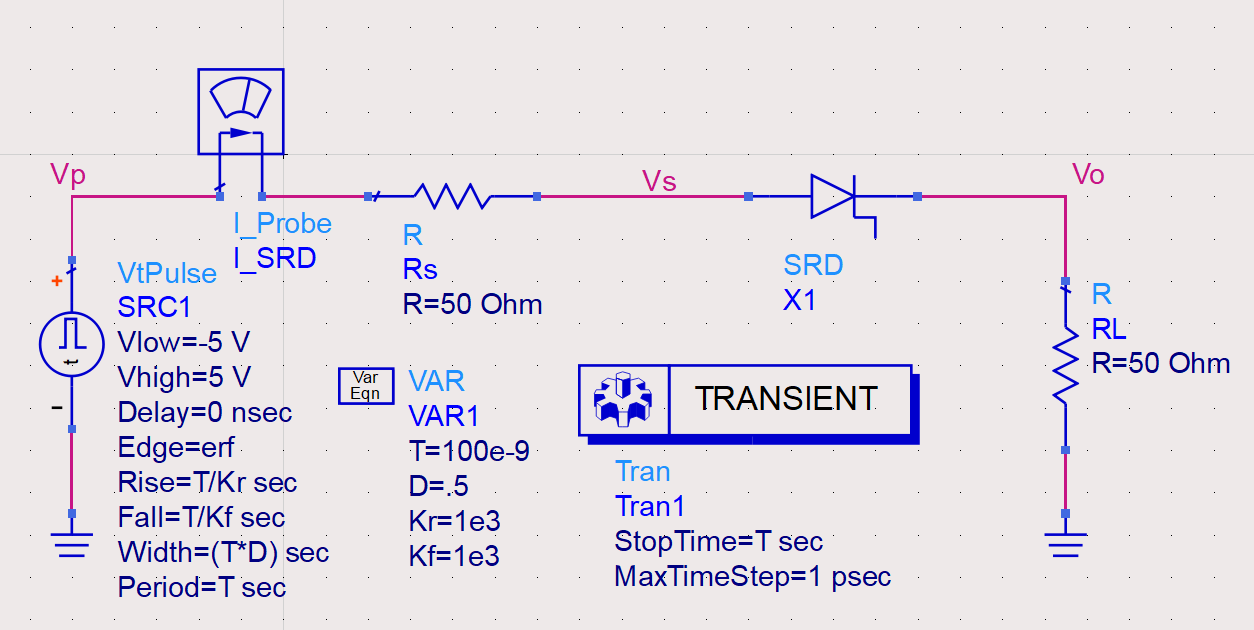 Vp
I_Probe
I_SRD
R
Rs
R=50 Ohm
Vs
SRD
X1
Vo
R
RL
R=50 Ohm
+
t
-
VtPulse
SRC1
Vlow=-5 V
Vhigh=5 V
Delay=0 nsec
Edge=erf
Rise=T/Kr sec
Fall=T/Kf sec
Width=(T*D) sec
Period=T sec
Var
Eqn
VAR
VAR1
T=100e-9
D=.5
Kr=1e3
Kf=1e3
TRANSIENT
Tran
Tran1
StopTime=T sec
MaxTimeStep=1 psec